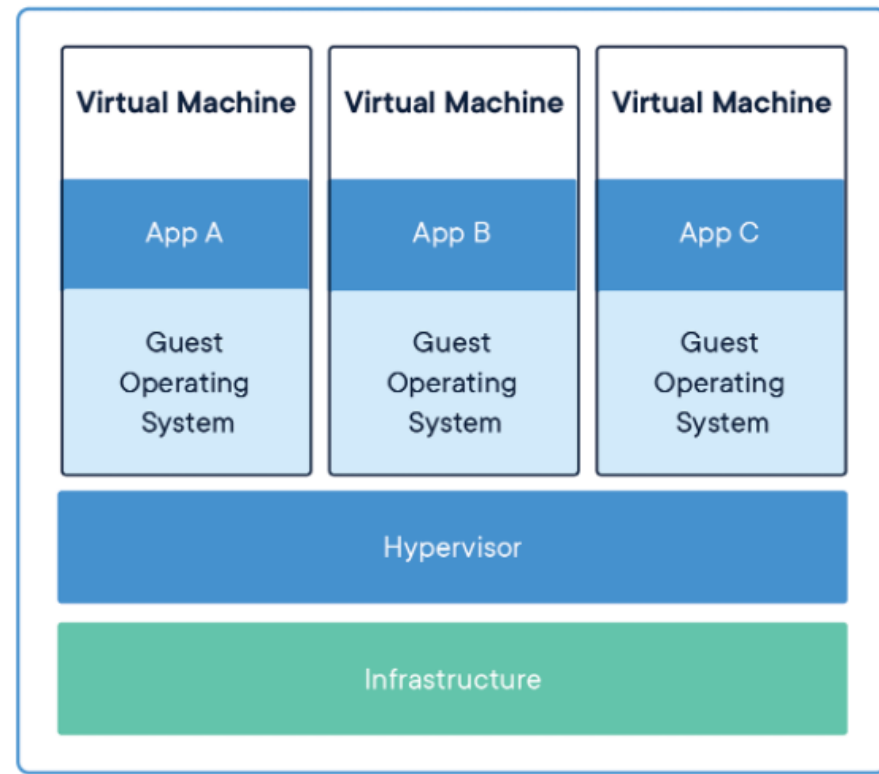 Virtual Machine
Virtual Machine
Virtual Machine
App A
App B
App C
Guest
Operating
System
Guest
Operating
System
Guest
Operating
System
Hypervisor
Infrastructure